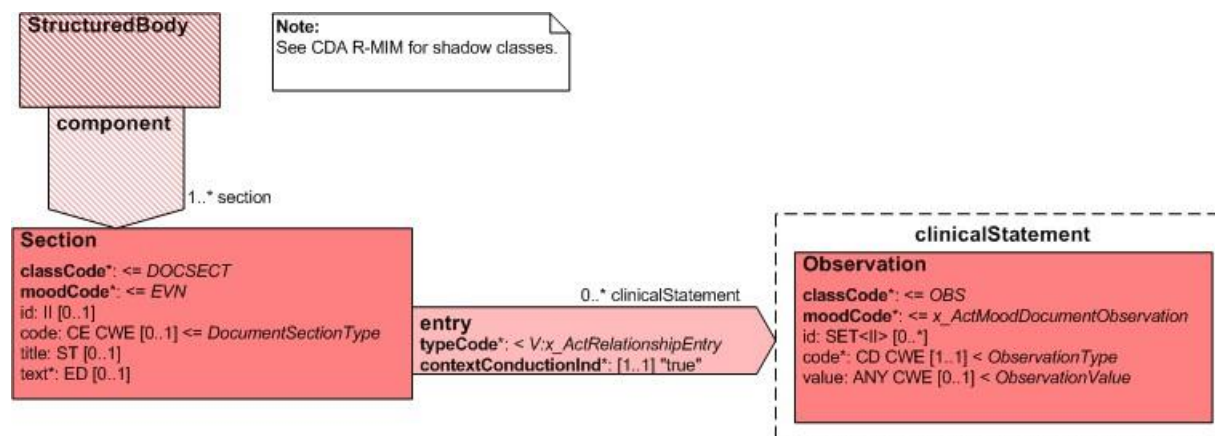 StructuredBody
Note:
See CDA R-MIM for shadow classes.
component
1..* section
Section
classCode*: <= DOCSECT
moodCode*: <= EVN
id: II [0..1]
code: CE CWE [0..1] <= DocumentSectionType
title: ST [0..1]
text*: ED [0..1]
0..* clinicalStatement
entry
typeCode*: < V:x_ActRelationshipEntry
contextConductionInd*: [1..1] "true"
clinicalStatement
Observation
classCode*: <= OBS
moodCode*: <= x_ActMoodDocumentObservation
id: SET<II> [0..*]
code*: CD CWE [1..1] < ObservationType
value: ANY CWE [0..1] < ObservationValue